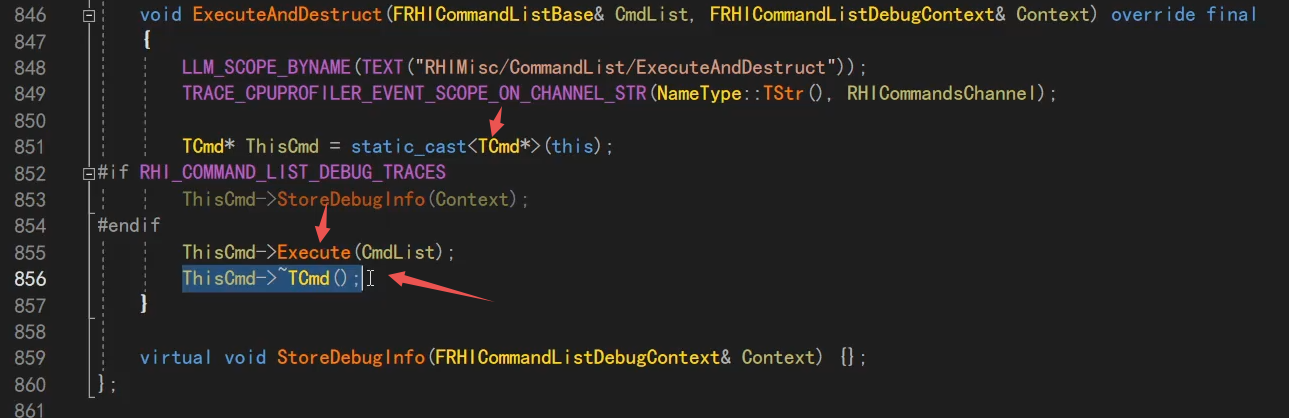 846 void ExecuteAndDestruct(FRHICommandListBase& CmdList, FRHICommandListDebugContext& Context) override final
847 {
848 LLM_SCOPE_BYNAME(TEXT("RHIMisc/CommandList/ExecuteAndDestruct"));
849 TRACE_CPUPROFILER_EVENT_SCOPE_ON_CHANNEL_STR(NameType::TStr(), RHICommandsChannel);
850
851 TCmd* ThisCmd = static_cast<TCmd*>(this);
852 #if RHI_COMMAND_LIST_DEBUG_TRACES
853 ThisCmd->StoreDebugInfo(Context);
854 #endif
855 ThisCmd->Execute(CmdList);
856 ThisCmd->~TCmd();
857 }
858
859 virtual void StoreDebugInfo(FRHICommandListDebugContext& Context) {};
860 };
861